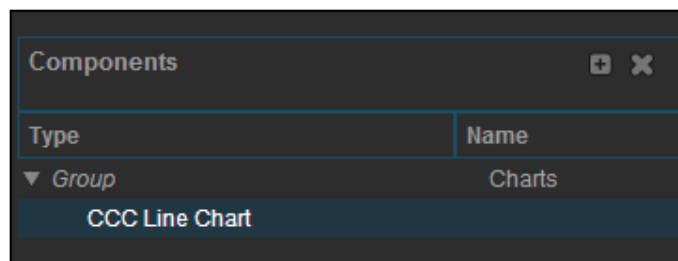 Components
Type Name
Group Charts
CCC Line Chart